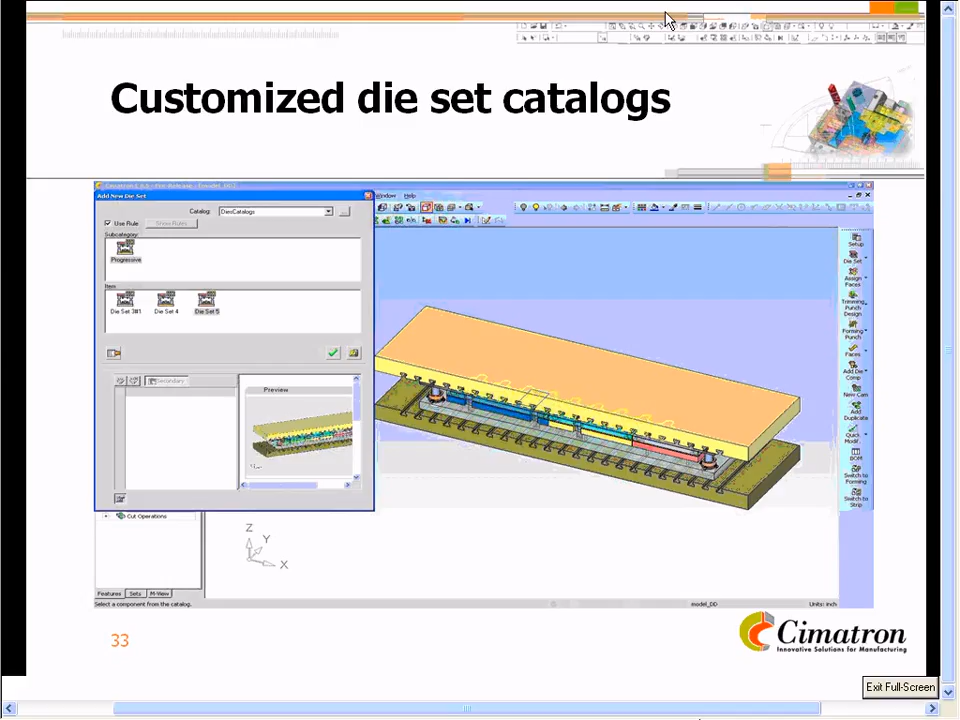 Customized die set catalogs
Add New Die Set
Window Help
Catalog: DiesCatalogs
Use Rule Show Rules
Subcategory
Progressive
Item
Die Set 3#1 Die Set 4 Die Set 5
Secondary
Preview
Setup
Die Set
Assign
Faces
Trimming
Punch
Design
Forming
Punch
Faces
Add Die
Comp
New Cam
Add
Duplicate
Quick
Modif..
BOM
Switch to
Forming
Switch to
Strip
Cut Operations
Z
Y
X
Features Sets M-View
Select a component from the catalog. model_DD Units: inch
33
Cimatron
Innovative Solutions for Manufacturing
Exit Full-Screen